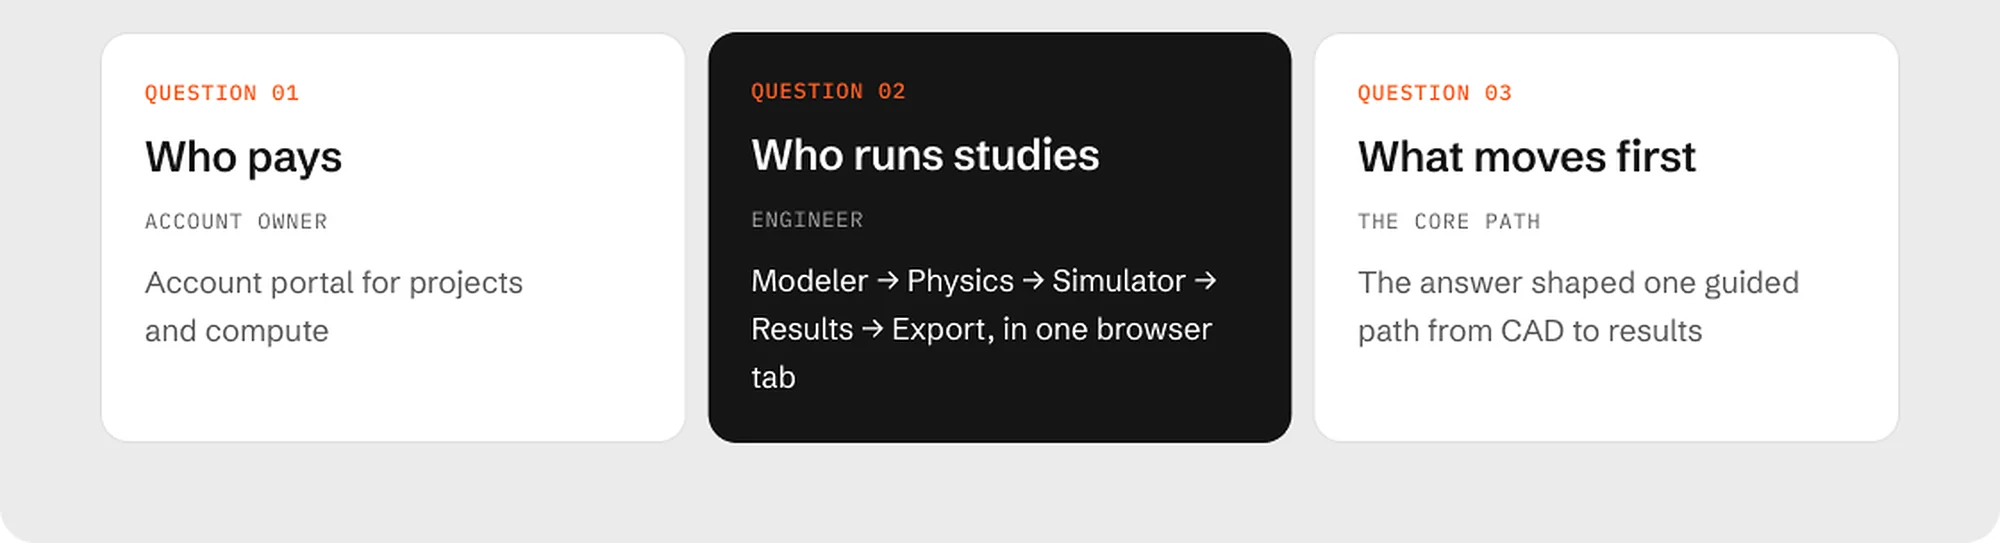 QUESTION 01
Who pays
ACCOUNT OWNER
Account portal for projects
and compute
QUESTION 02
Who runs studies
ENGINEER
Modeler → Physics → Simulator →
Results → Export, in one browser
tab
QUESTION 03
What moves first
THE CORE PATH
The answer shaped one guided
path from CAD to results